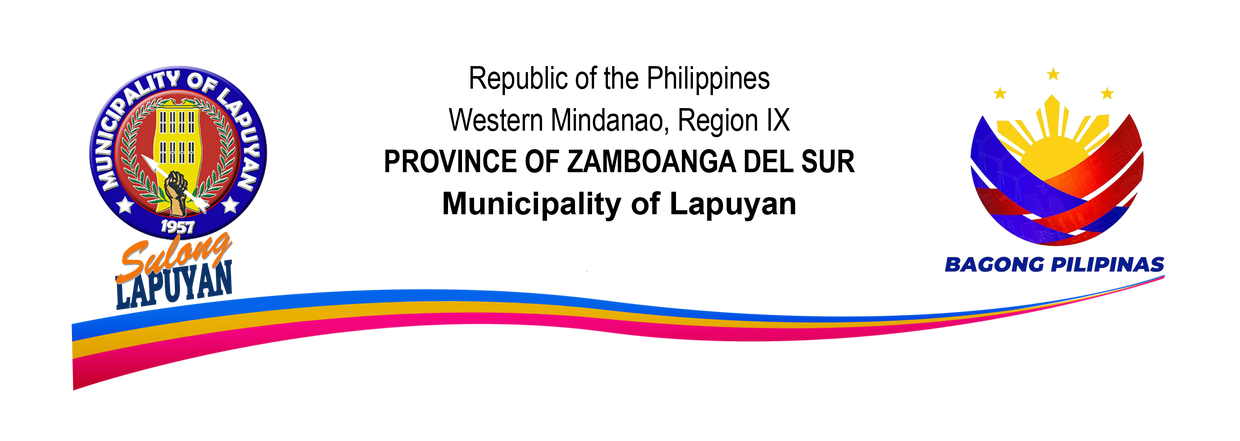 MUNICIPALITY OF LAPUYAN
1957
Sulong
LAPUYAN
Republic of the Philippines
Western Mindanao, Region IX
PROVINCE OF ZAMBOANGA DEL SUR
Municipality of Lapuyan
BAGONG PILIPINAS